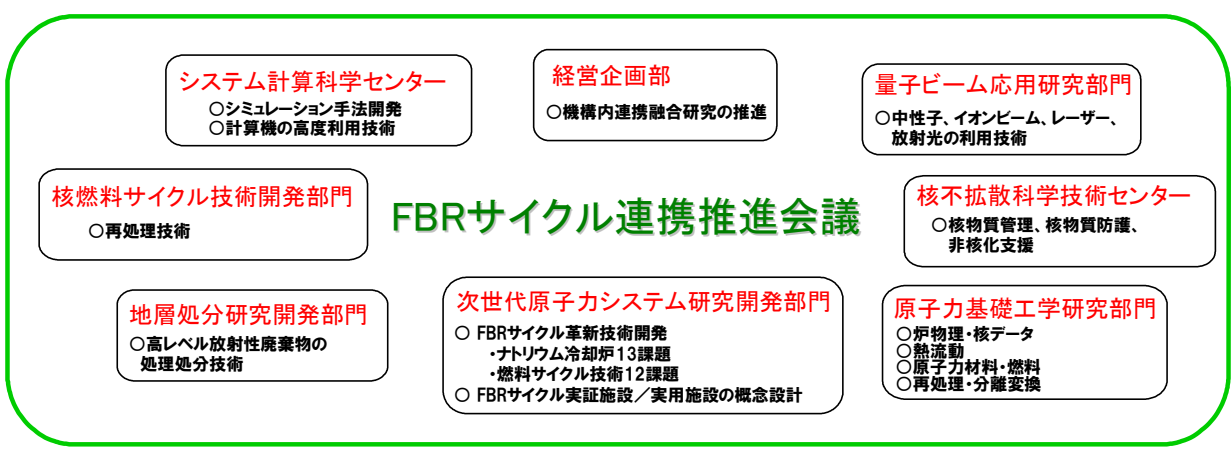 システム計算科学センター
○シミュレーション手法開発
○計算機の高度利用技術
経営企画部
○機構内連携融合研究の推進
量子ビーム応用研究部門
○中性子、イオンビーム、レーザー、
放射光の利用技術
核燃料サイクル技術開発部門
○再処理技術
FBRサイクル連携推進会議
核不拡散科学技術センター
○核物質管理、核物質防護、
非核化支援
地層処分研究開発部門
○高レベル放射性廃棄物の
処理処分技術
次世代原子力システム研究開発部門
○ FBRサイクル革新技術開発
・ナトリウム冷却炉13課題
・燃料サイクル技術12課題
○ FBRサイクル実証施設／実用施設の概念設計
原子力基礎工学研究部門
○炉物理・核データ
○熱流動
○原子力材料・燃料
○再処理・分離変換